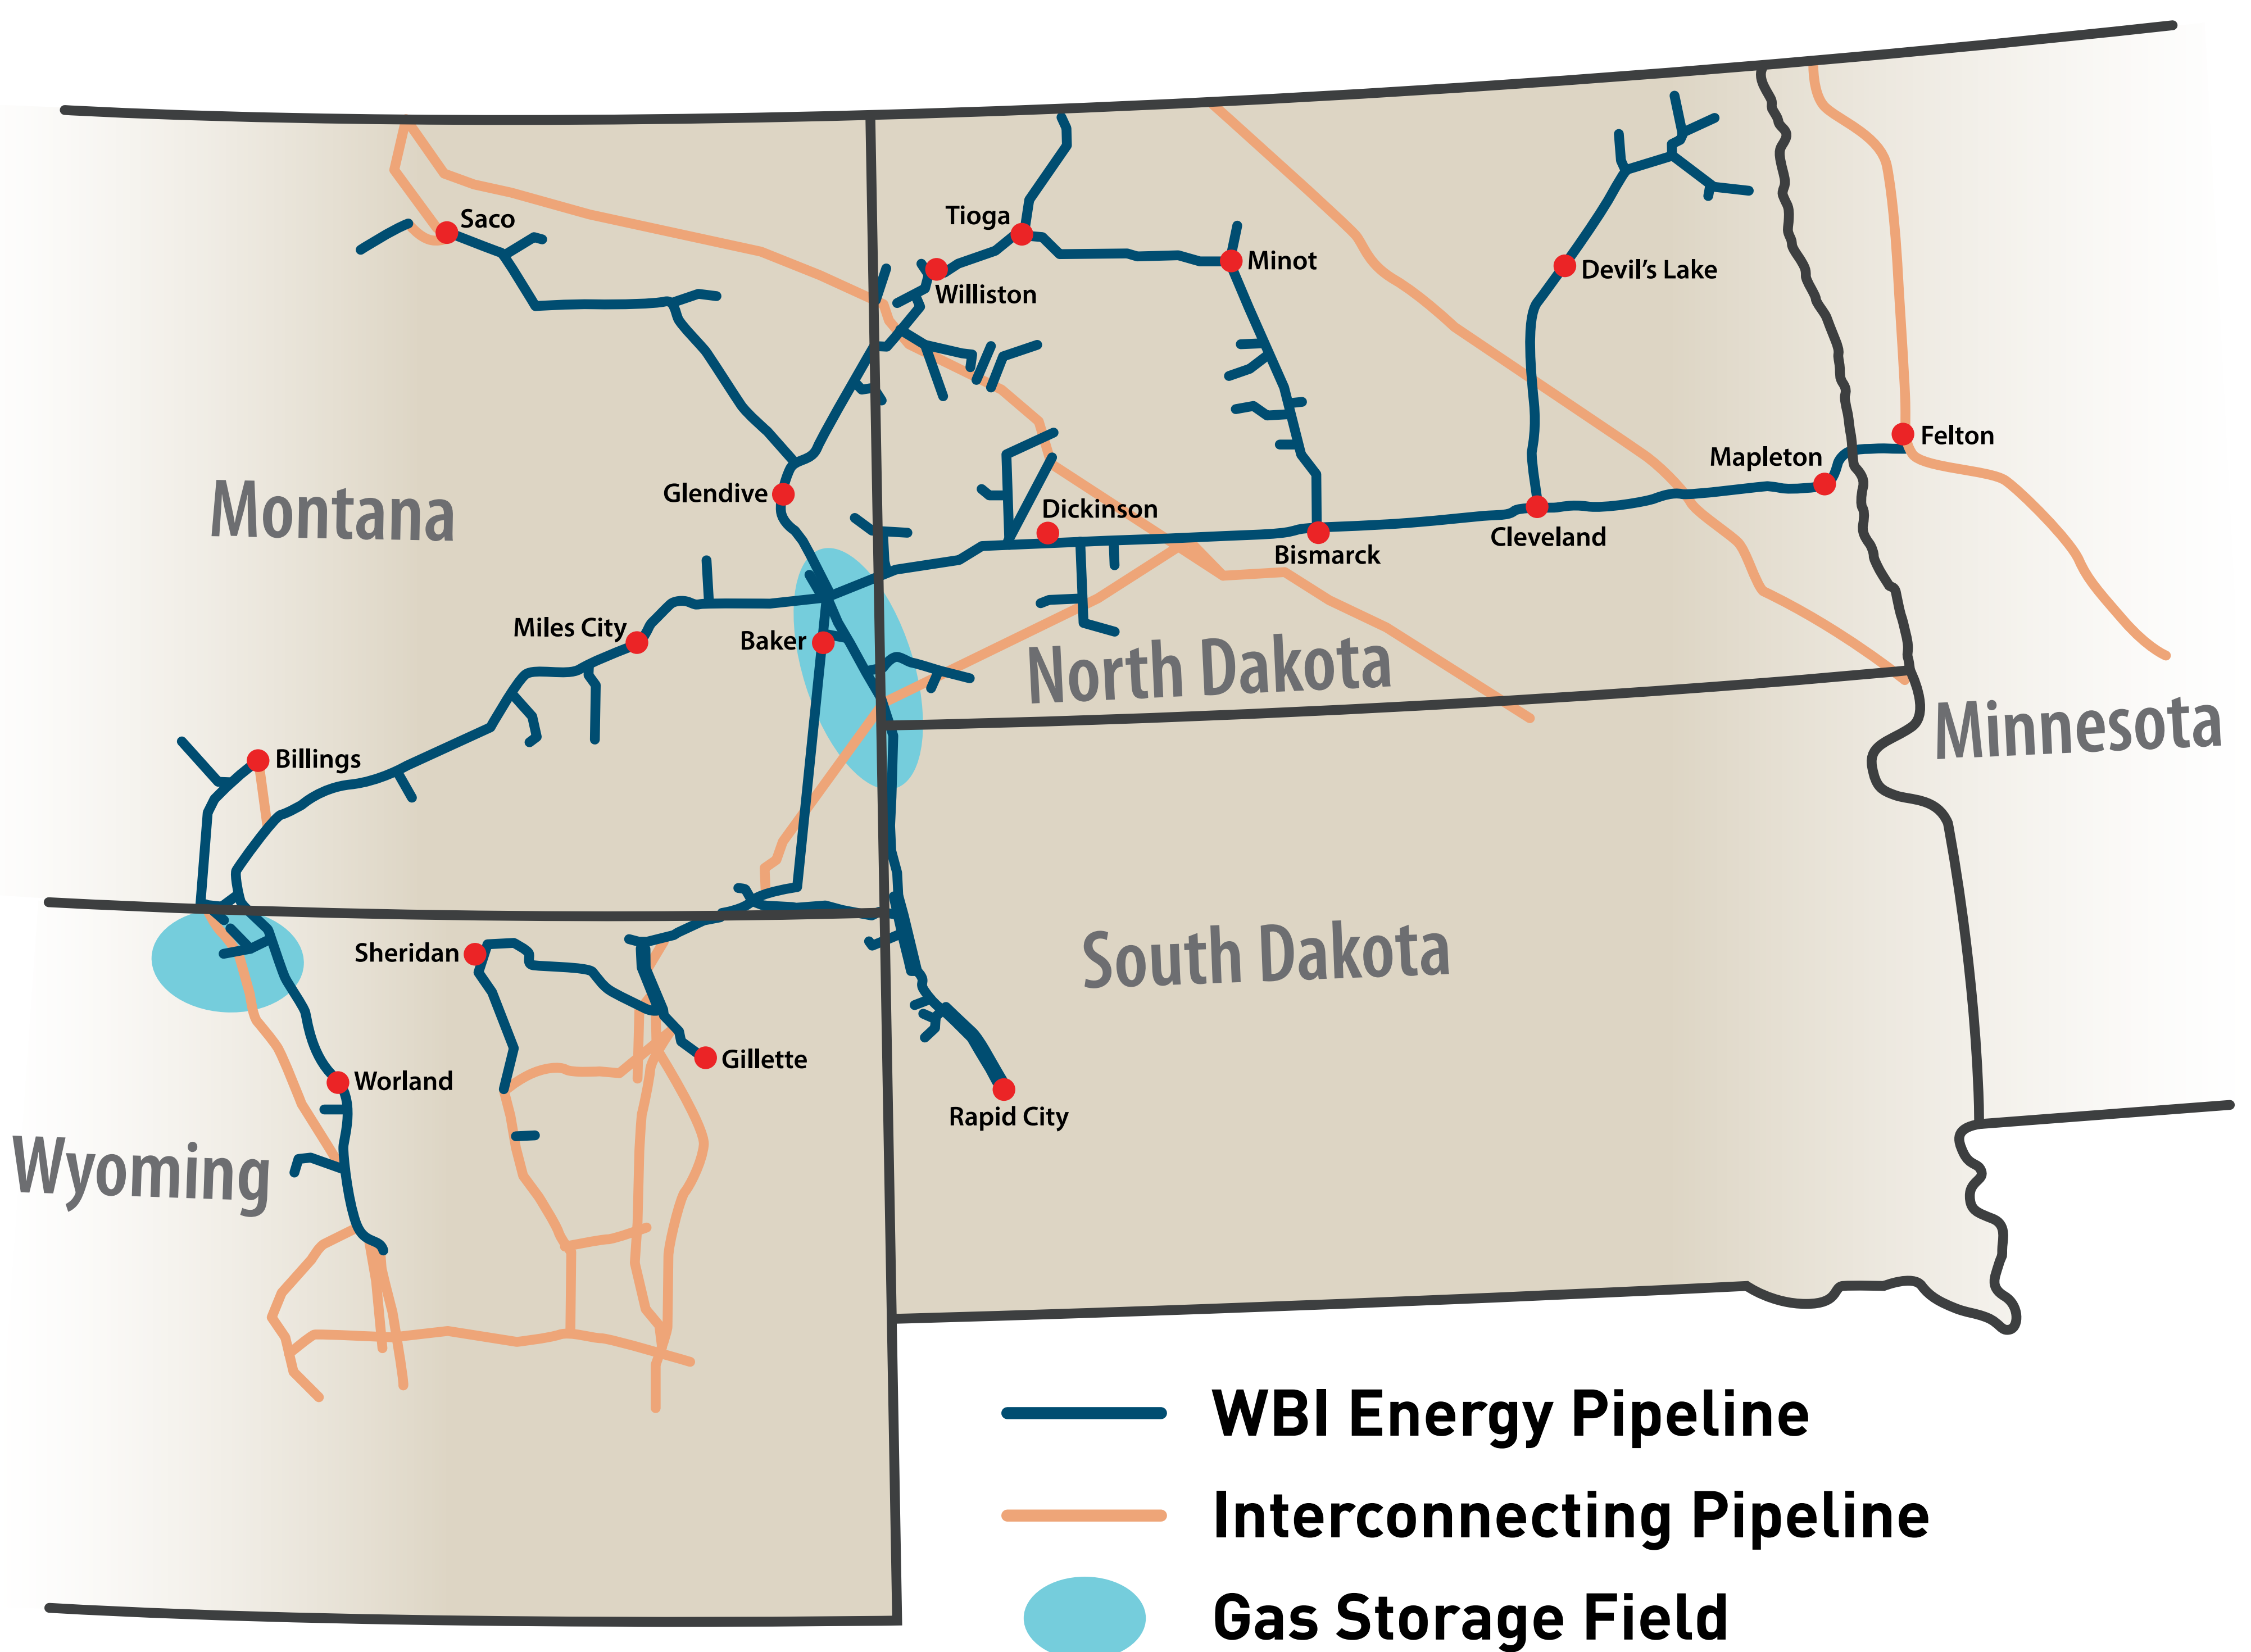 Saco
Tioga
Minot
Williston
Devil's Lake
Felton
Mapleton
Glendive
Dickinson
Montana
Bismarck
Cleveland
Miles City
Baker
North Dakota
Minnesota
Billings
Sheridan
South Dakota
Gillette
Worland
Rapid City
Wyoming
WBI Energy Pipeline
Interconnecting Pipeline
Gas Storage Field